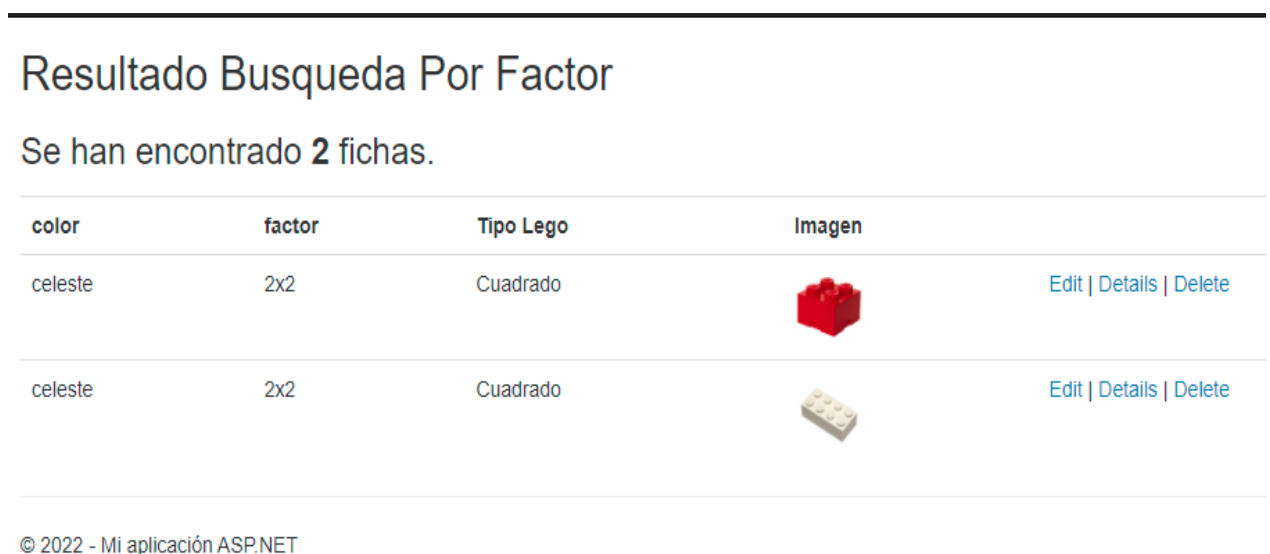 Resultado Busqueda Por Factor
Se han encontrado 2 fichas.
color factor Tipo Lego Imagen
celeste 2x2 Cuadrado Edit | Details | Delete
celeste 2x2 Cuadrado Edit | Details | Delete
© 2022 - Mi aplicación ASP.NET